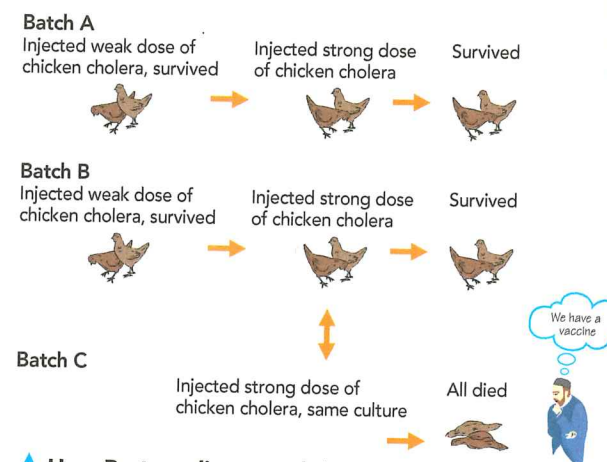 Batch A
Injected weak dose of
chicken cholera, survived
Injected strong dose
of chicken cholera
Survived
Batch B
Injected weak dose of
chicken cholera, survived
Injected strong dose
of chicken cholera
Survived
We have a
vaccine
Batch C
Injected strong dose of
chicken cholera, same culture
All died